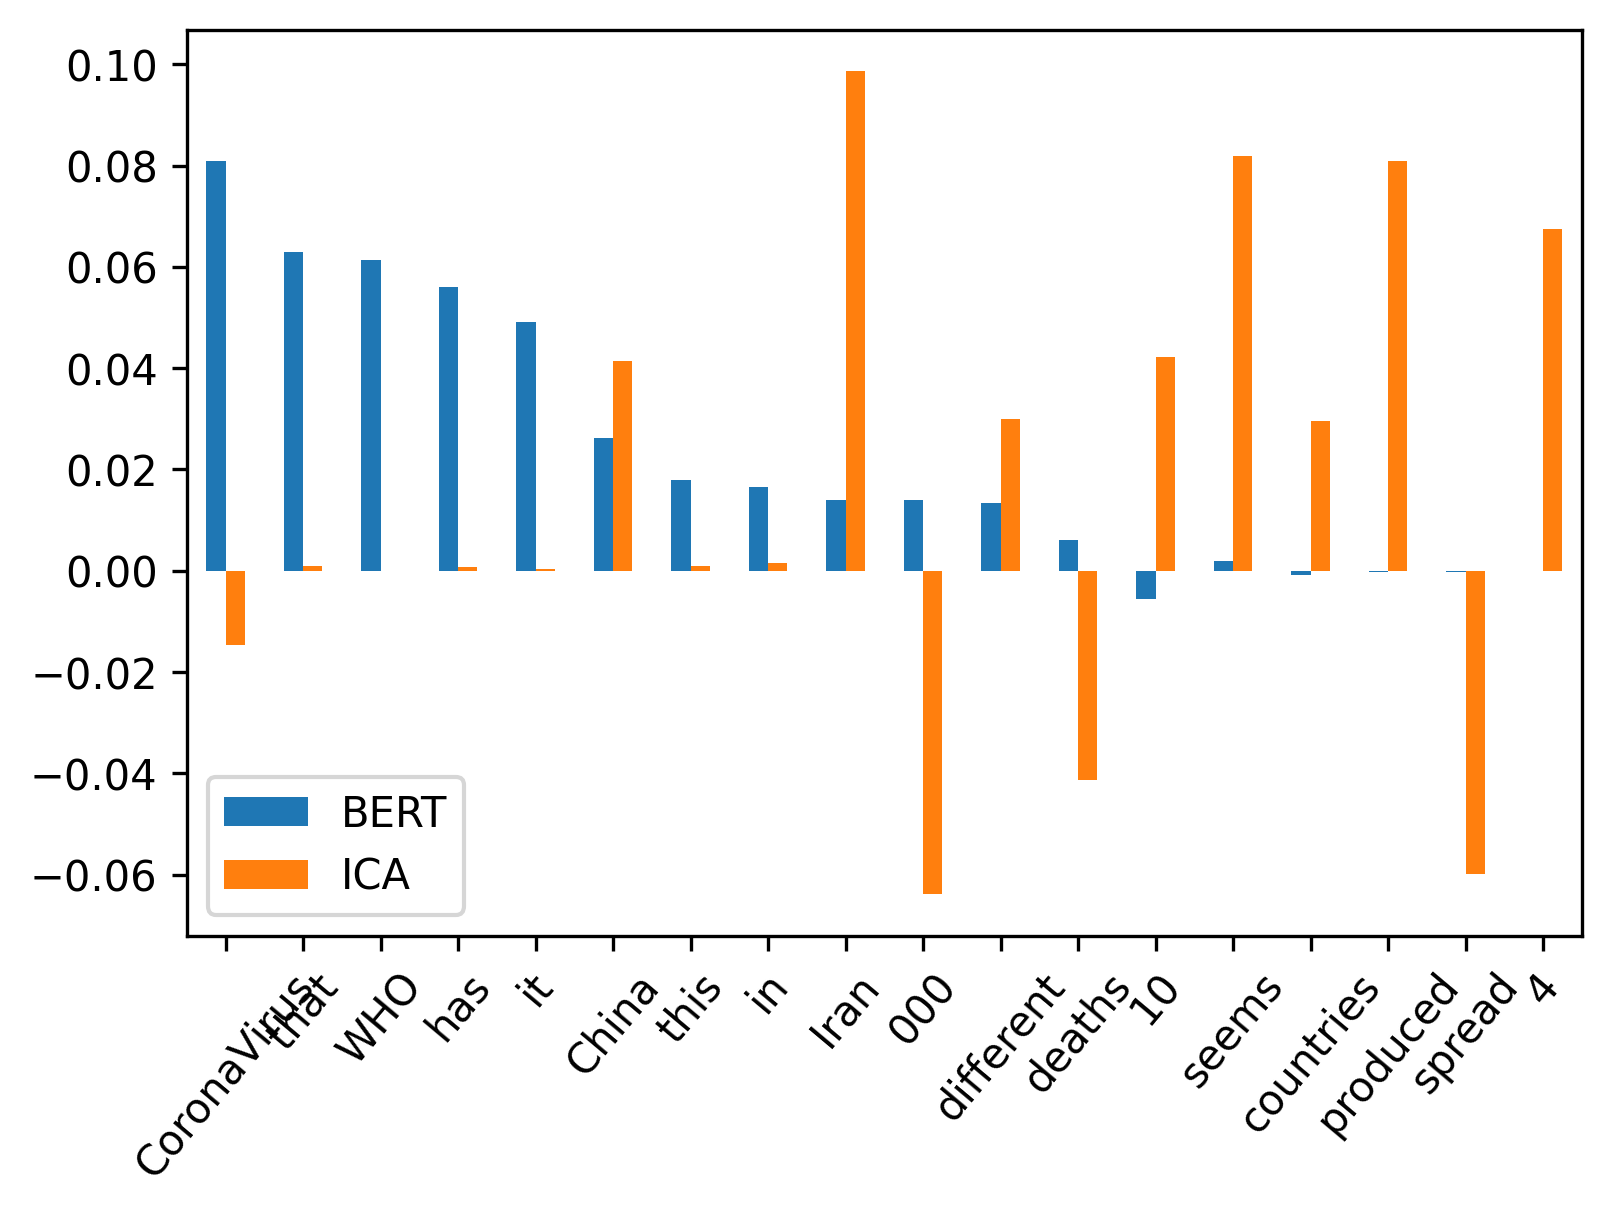 0.10
0.08
0.06
0.04
0.02
0.00
−0.02
−0.04
−0.06
BERT
ICA
CoronaVirus
that
WHO
has
it
China
this
in
Iran
000
different
deaths
10
seems
countries
produced
spread
4